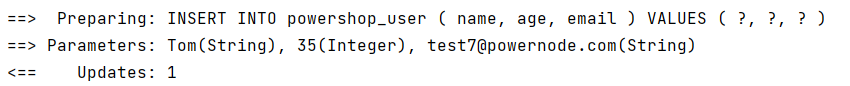 ==>  Preparing: INSERT INTO powershop_user ( name, age, email ) VALUES ( ?, ?, ? )
==> Parameters: Tom(String), 35(Integer), test7@powernode.com(String)
<==    Updates: 1